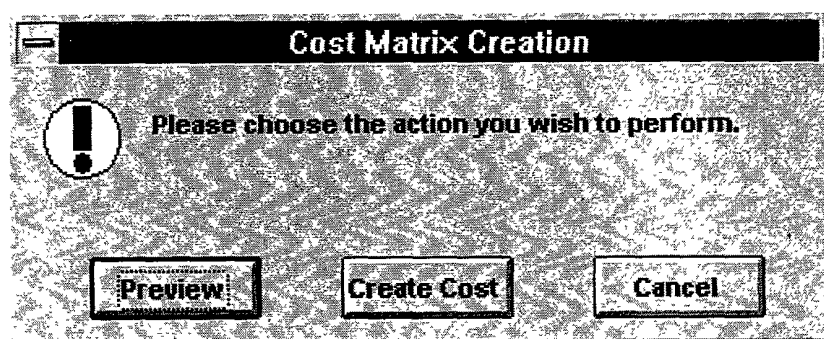 Cost Matrix Creation
Please choose the action you wish to perform.
Preview Create Cost Cancel